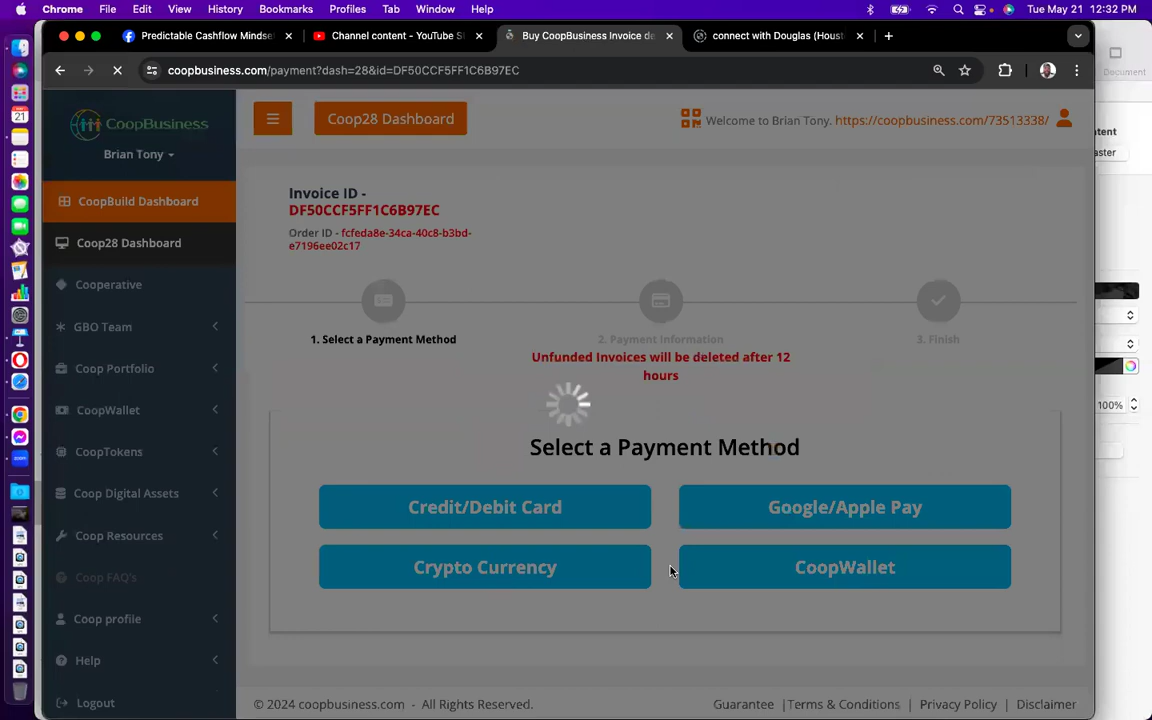 Chrome File Edit View History Bookmarks Profiles Tab Window Help Tue May 21 12:32 PM
Predictable Cashflow Mindse
Channel content - YouTube S
Buy CoopBusiness Invoice de
connect with Douglas (Hous
coopbusiness.com/payment?dash=28&id=DF50CCF5FF1C6B97EC
Document
CoopBusiness
Brian Tony
Coop28 Dashboard
Welcome to Brian Tony. https://coopbusiness.com/73513338/
CoopBuild Dashboard
Coop28 Dashboard
Cooperative
GBO Team
Coop Portfolio
CoopWallet
CoopTokens
Coop Digital Assets
Coop Resources
Coop FAQ's
Coop profile
Help
Logout
Invoice ID -
DF50CCF5FF1C6B97EC
Order ID - fcfeda8e-34ca-40c8-b3bd-
e7196ee02c17
1. Select a Payment Method
2. Payment Information
3. Finish
Unfunded Invoices will be deleted after 12
hours
Select a Payment Method
Credit/Debit Card
Google/Apple Pay
Crypto Currency
CoopWallet
© 2024 coopbusiness.com - All Rights Reserved.
Guarantee | Terms & Conditions | Privacy Policy | Disclaimer
21
100%